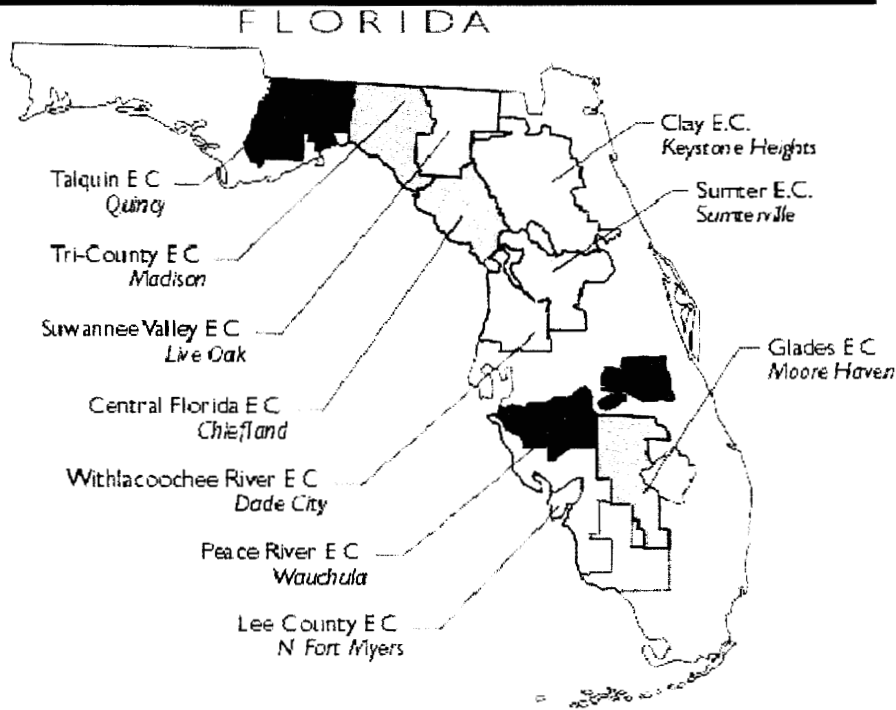 FLORIDA
Clay E.C.
Keystone Heights
Sumter E.C.
Sumterville
Talquin E C
Quincy
Tri-County E C
Madison
Suwannee Valley E C
Live Oak
Glades E C
Moore Haven
Central Florida E C
Chiefland
Withlacoochee River E C
Dade City
Peace River E C
Wauchula
Lee County E C
N Fort Myers